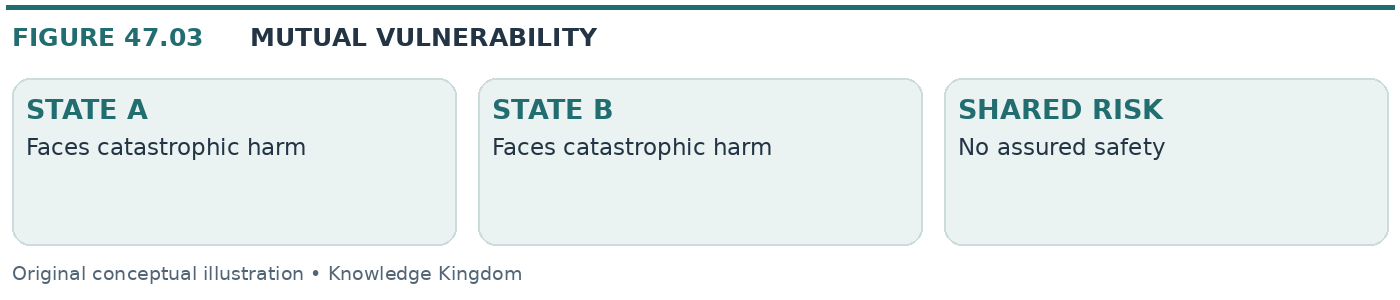 FIGURE 47.03 MUTUAL VULNERABILITY
STATE A
Faces catastrophic harm
STATE B
Faces catastrophic harm
SHARED RISK
No assured safety
Original conceptual illustration • Knowledge Kingdom